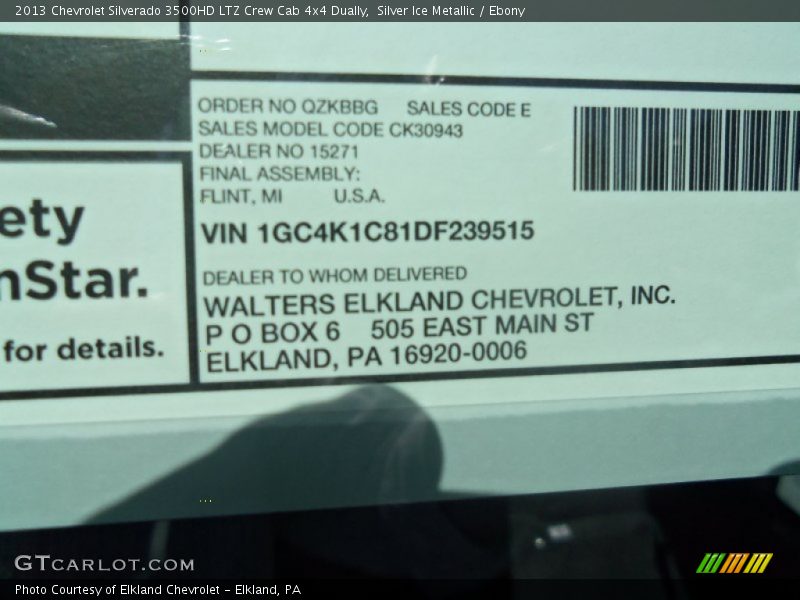 2013 Chevrolet Silverado 3500HD LTZ Crew Cab 4x4 Dually,  Silver Ice Metallic / Ebony
ORDER NO QZKBBG SALES CODE E
SALES MODEL CODE CK30943
DEALER NO 15271
FINAL ASSEMBLY:
FLINT, MI U.S.A.
VIN 1GC4K1C81DF239515
DEALER TO WHOM DELIVERED
WALTERS ELKLAND CHEVROLET, INC.
P O BOX 6 505 EAST MAIN ST
ELKLAND, PA 16920-0006
ety
nStar.
for details.
GTCARLOT.COM
Photo Courtesy of Elkland Chevrolet – Elkland, PA